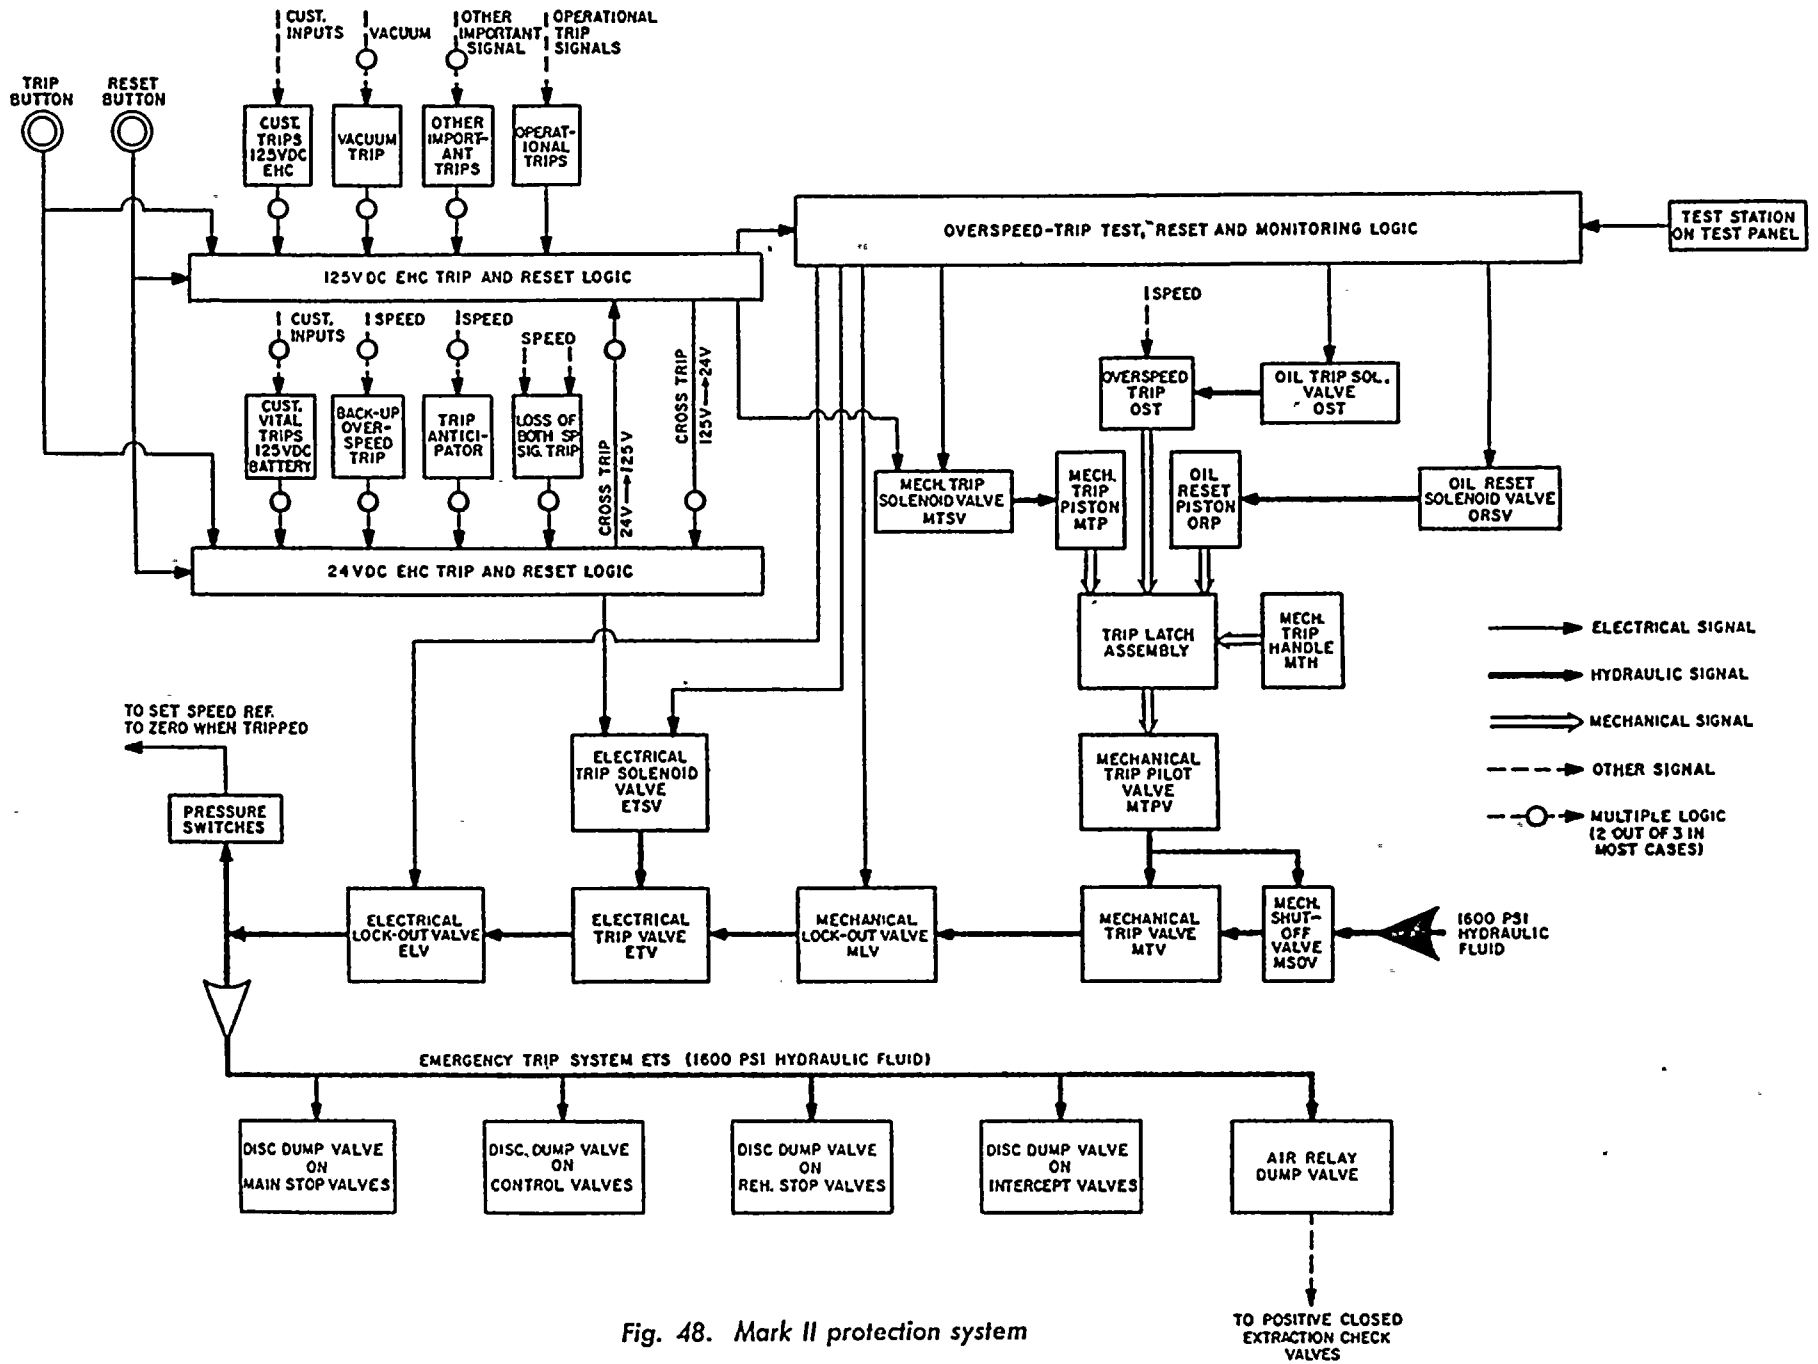 CUST.
INPUTS
VACUUM
OTHER
IMPORTANT
SIGNAL
OPERATIONAL
TRIP
SIGNALS
TRIP
BUTTON
RESET
BUTTON
CUST.
TRIPS
125VDC
EHC
VACUUM
TRIP
OTHER
IMPORT-
ANT
TRIPS
OPERAT-
IONAL
TRIPS
OVERSPEED-TRIP TEST, RESET AND MONITORING LOGIC
TEST STATION
ON TEST PANEL
125VDC EHC TRIP AND RESET LOGIC
CUST.
INPUTS
SPEED
SPEED
SPEED
CROSS TRIP
24V→125V
CROSS TRIP
125V→24V
SPEED
CUST.
VITAL
TRIPS
125VDC
BATTERY
BACK-UP
OVER-
SPEED
TRIP
TRIP
ANTICI-
PATOR
LOSS OF
BOTH SP
SIG. TRIP
OVERSPEED
TRIP
OST
OIL TRIP SOL.
VALVE
OST
MECH. TRIP
SOLENOID VALVE
MTSV
MECH.
TRIP
PISTON
MTP
OIL
RESET
PISTON
ORP
OIL RESET
SOLENOID VALVE
ORSV
24VDC EHC TRIP AND RESET LOGIC
TRIP LATCH
ASSEMBLY
MECH.
TRIP
HANDLE
MTH
ELECTRICAL SIGNAL
HYDRAULIC SIGNAL
MECHANICAL SIGNAL
OTHER SIGNAL
MULTIPLE LOGIC
(2 OUT OF 3 IN
MOST CASES)
TO SET SPEED REF.
TO ZERO WHEN TRIPPED
PRESSURE
SWITCHES
ELECTRICAL
TRIP SOLENOID
VALVE
ETSV
MECHANICAL
TRIP PILOT
VALVE
MTPV
ELECTRICAL
LOCK-OUT VALVE
ELV
ELECTRICAL
TRIP VALVE
ETV
MECHANICAL
LOCK-OUT VALVE
MLV
MECHANICAL
TRIP VALVE
MTV
MECH.
SHUT-
OFF
VALVE
MSOV
1600 PSI
HYDRAULIC
FLUID
EMERGENCY TRIP SYSTEM ETS (1600 PSI HYDRAULIC FLUID)
DISC DUMP VALVE
ON
MAIN STOP VALVES
DISC. DUMP VALVE
ON
CONTROL VALVES
DISC DUMP VALVE
ON
REH. STOP VALVES
DISC DUMP VALVE
ON
INTERCEPT VALVES
AIR RELAY
DUMP VALVE
TO POSITIVE CLOSED
EXTRACTION CHECK
VALVES
Fig. 48. Mark II protection system